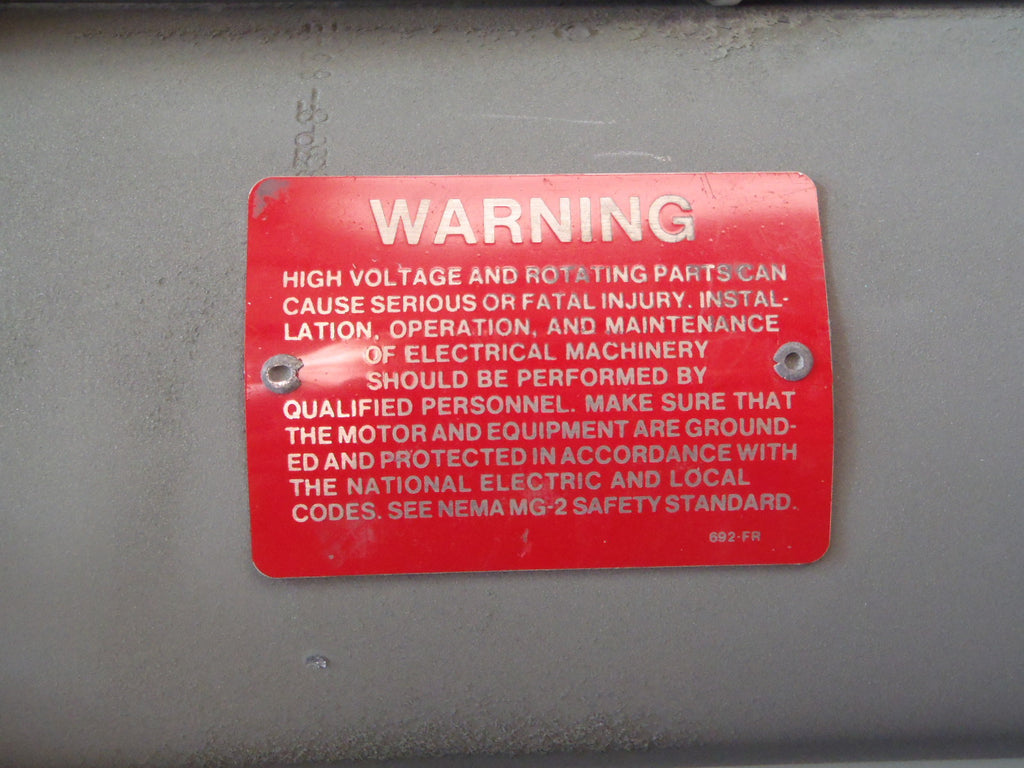 WARNING
HIGH VOLTAGE AND ROTATING PARTS CAN
CAUSE SERIOUS OR FATAL INJURY. INSTAL-
LATION, OPERATION, AND MAINTENANCE
OF ELECTRICAL MACHINERY
SHOULD BE PERFORMED BY
QUALIFIED PERSONNEL. MAKE SURE THAT
THE MOTOR AND EQUIPMENT ARE GROUND-
ED AND PROTECTED IN ACCORDANCE WITH
THE NATIONAL ELECTRIC AND LOCAL
CODES. SEE NEMA MG-2 SAFETY STANDARD.
692-FR